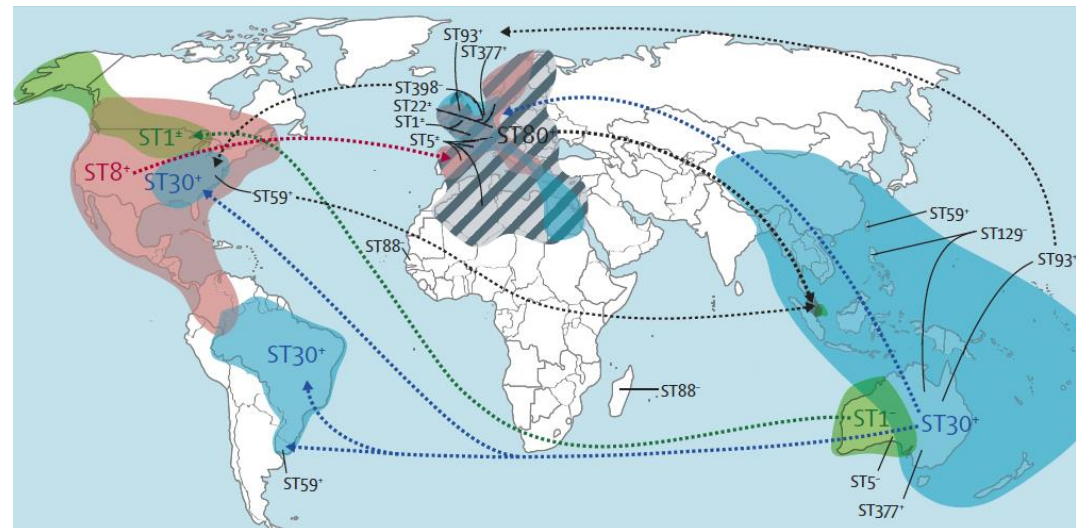 ST93⁺
ST377⁺
ST398⁻
ST22±
ST1±
ST5±
ST80⁺
ST1±
ST8⁺
ST30⁺
ST59⁺
ST88⁻
ST59⁺
ST129⁻
ST93⁺
ST30⁺
ST88⁻
ST1⁻
ST30⁺
ST5⁻
ST59⁺
ST377⁺